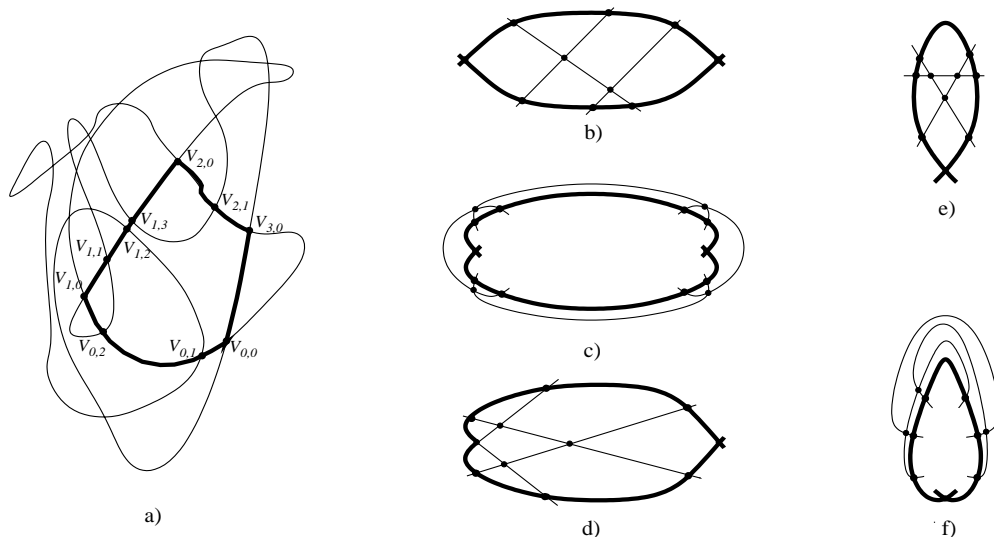 V2,0
V2,1
V1,3
V3,0
V1,2
V1,1
V1,0
V0,2
V0,1
V0,0
a)
b)
c)
d)
e)
f)